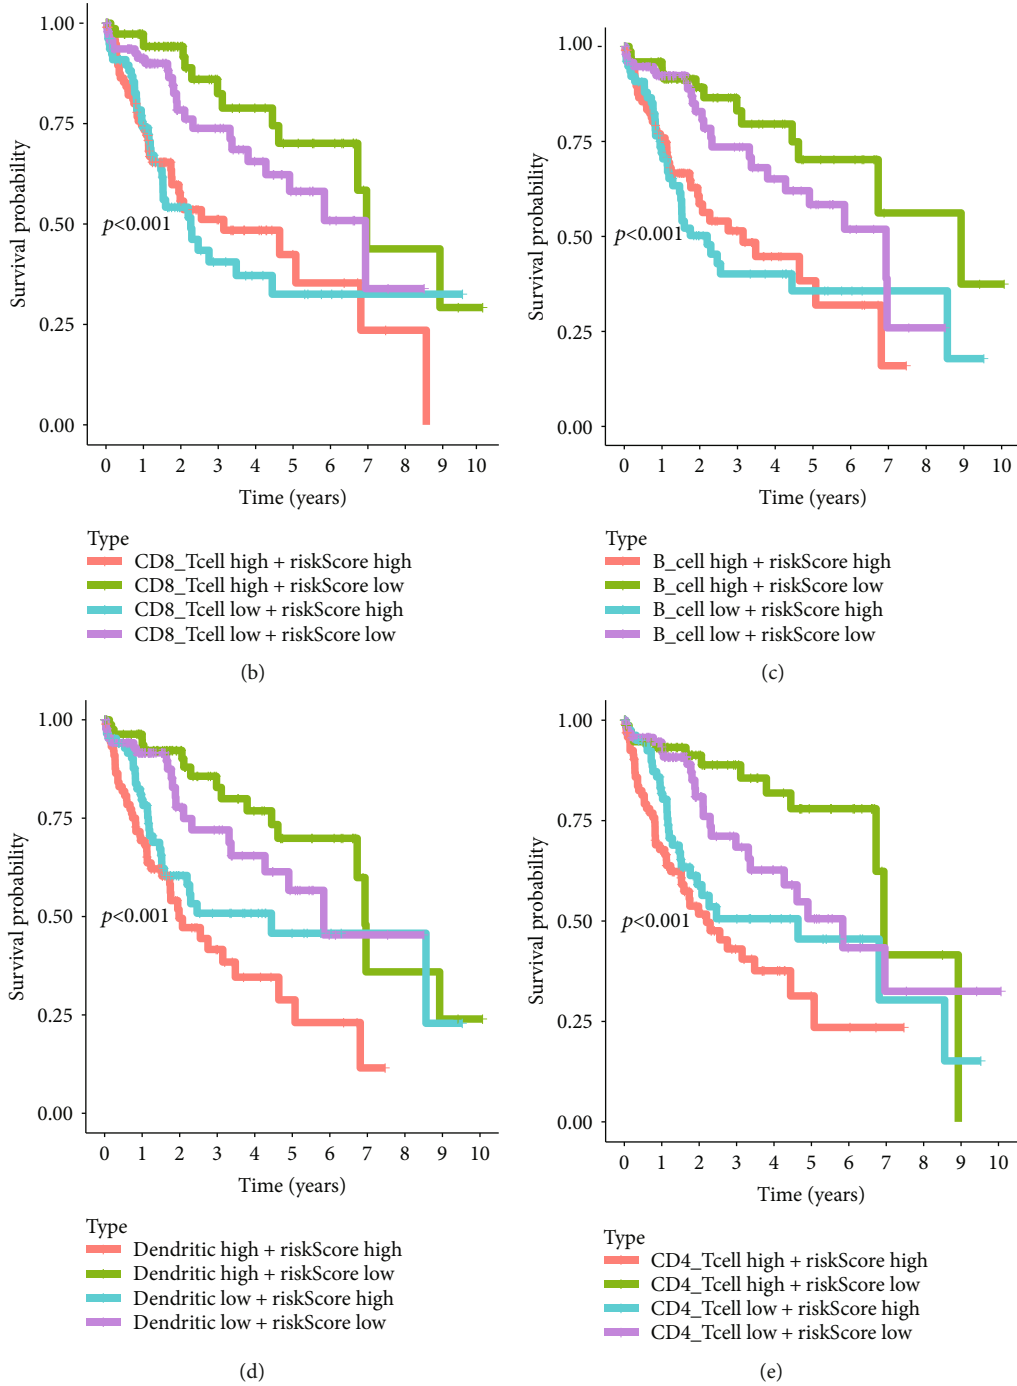 1.00
0.75
0.50
0.25
0.00
Survival probability
p<0.001
0 1 2 3 4 5 6 7 8 9 10
Time (years)
Type
CD8_Tcell high + riskScore high
CD8_Tcell high + riskScore low
CD8_Tcell low + riskScore high
CD8_Tcell low + riskScore low
(b)
1.00
0.75
0.50
0.25
0.00
Survival probability
p<0.001
0 1 2 3 4 5 6 7 8 9 10
Time (years)
Type
B_cell high + riskScore high
B_cell high + riskScore low
B_cell low + riskScore high
B_cell low + riskScore low
(c)
1.00
0.75
0.50
0.25
0.00
Survival probability
p<0.001
0 1 2 3 4 5 6 7 8 9 10
Time (years)
Type
Dendritic high + riskScore high
Dendritic high + riskScore low
Dendritic low + riskScore high
Dendritic low + riskScore low
(d)
1.00
0.75
0.50
0.25
0.00
Survival probability
p<0.001
0 1 2 3 4 5 6 7 8 9 10
Time (years)
Type
CD4_Tcell high + riskScore high
CD4_Tcell high + riskScore low
CD4_Tcell low + riskScore high
CD4_Tcell low + riskScore low
(e)